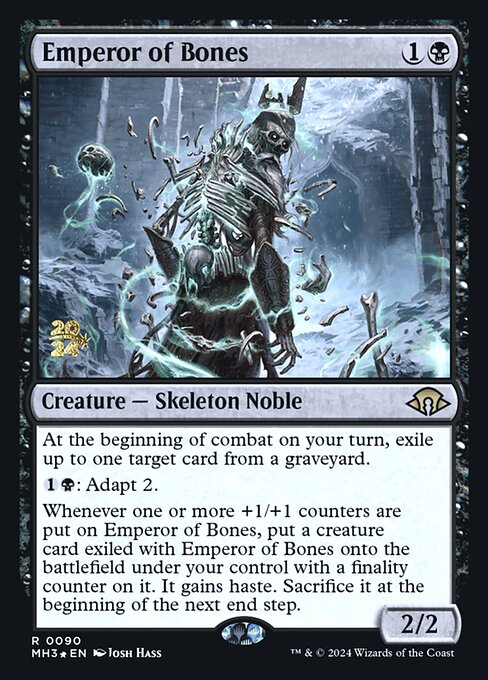 Emperor of Bones 1
2024
Creature — Skeleton Noble
At the beginning of combat on your turn, exile
up to one target card from a graveyard.
1: Adapt 2.
Whenever one or more +1/+1 counters are
put on Emperor of Bones, put a creature
card exiled with Emperor of Bones onto the
battlefield under your control with a finality
counter on it. It gains haste. Sacrifice it at the
beginning of the next end step.
2/2
R 0090
MH3★EN Josh Hass
™ & © 2024 Wizards of the Coast